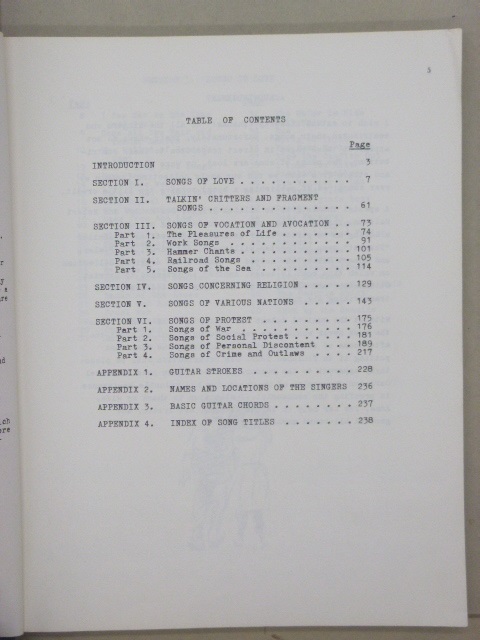 5
TABLE OF CONTENTS
Page
INTRODUCTION 3
SECTION I. SONGS OF LOVE . . . . . . . . . . . 7
SECTION II. TALKIN' CRITTERS AND FRAGMENT
SONGS . . . . . . . . . . . . . . 61
SECTION III. SONGS OF VOCATION AND AVOCATION . . 73
Part 1. The Pleasures of Life . . . . . . . 74
Part 2. Work Songs . . . . . . . . . . . . 91
Part 3. Hammer Chants . . . . . . . . . . . 101
Part 4. Railroad Songs . . . . . . . . . 105
Part 5. Songs of the Sea . . . . . . . . . 114
SECTION IV. SONGS CONCERNING RELIGION . . . . . 129
SECTION V. SONGS OF VARIOUS NATIONS . . . . . 143
SECTION VI. SONGS OF PROTEST . . . . . . . . . 175
Part 1. Songs of War . . . . . . . . . . . 176
Part 2. Songs of Social Protest . . . . . . 181
Part 3. Songs of Personal Discontent . . . 189
Part 4. Songs of Crime and Outlaws . . . . 217
APPENDIX 1. GUITAR STROKES . . . . . . . . . . 228
APPENDIX 2. NAMES AND LOCATIONS OF THE SINGERS 236
APPENDIX 3. BASIC GUITAR CHORDS . . . . . . . . 237
APPENDIX 4. INDEX OF SONG TITLES . . . . . . . 238